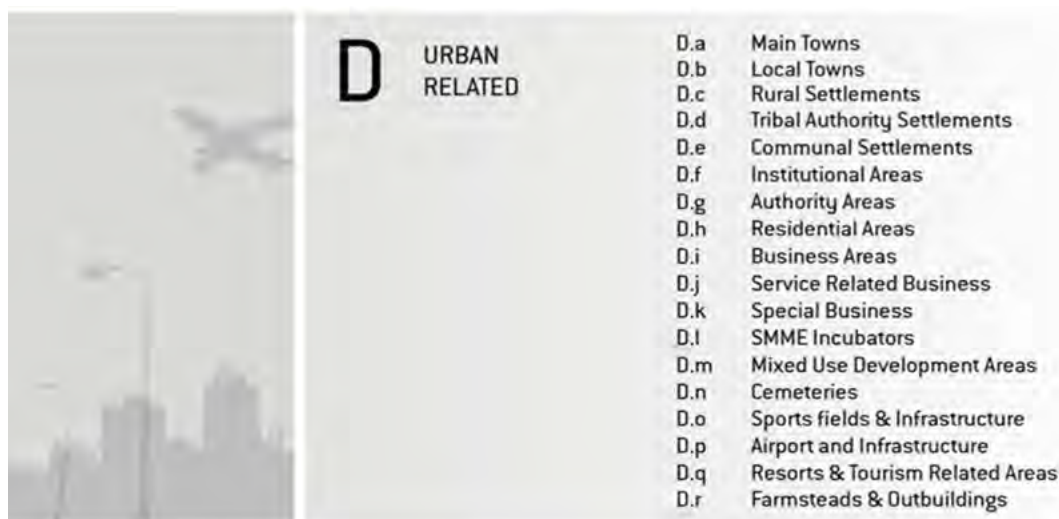 D
URBAN
RELATED
D.a Main Towns
D.b Local Towns
D.c Rural Settlements
D.d Tribal Authority Settlements
D.e Communal Settlements
D.f Institutional Areas
D.g Authority Areas
D.h Residential Areas
D.i Business Areas
D.j Service Related Business
D.k Special Business
D.l SMME Incubators
D.m Mixed Use Development Areas
D.n Cemeteries
D.o Sports fields & Infrastructure
D.p Airport and Infrastructure
D.q Resorts & Tourism Related Areas
D.r Farmsteads & Outbuildings